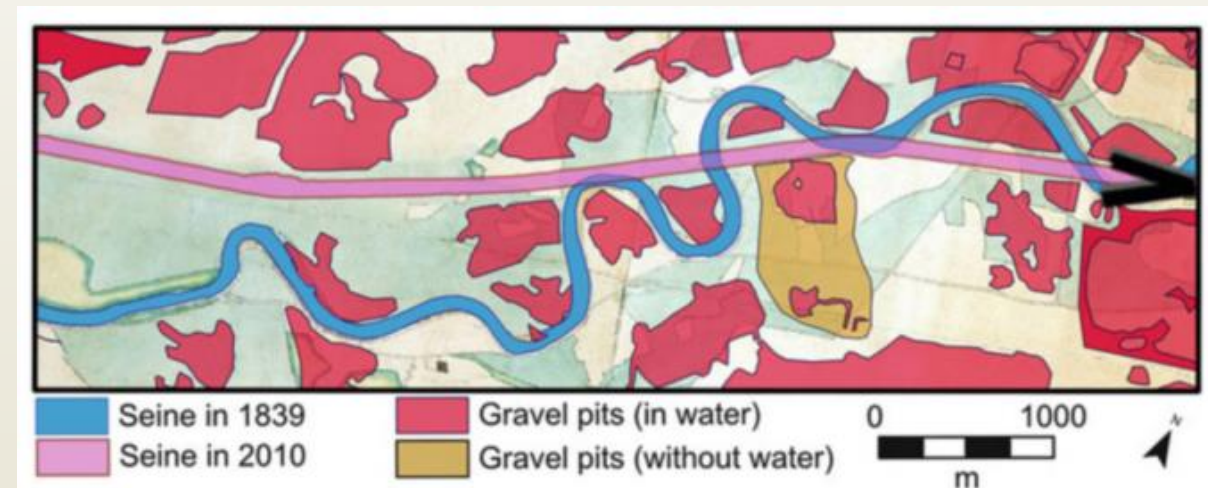 Seine in 1839
Seine in 2010
Gravel pits (in water)
Gravel pits (without water)
0 1000
m
N